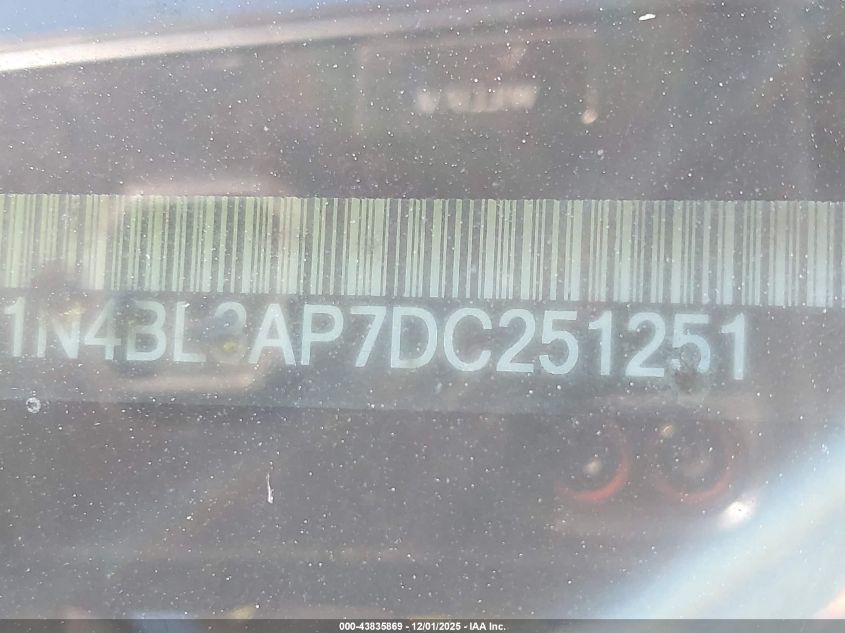 1N4BL3AP7DC251251
000-43835869 - 12/01/2025 - IAA Inc.